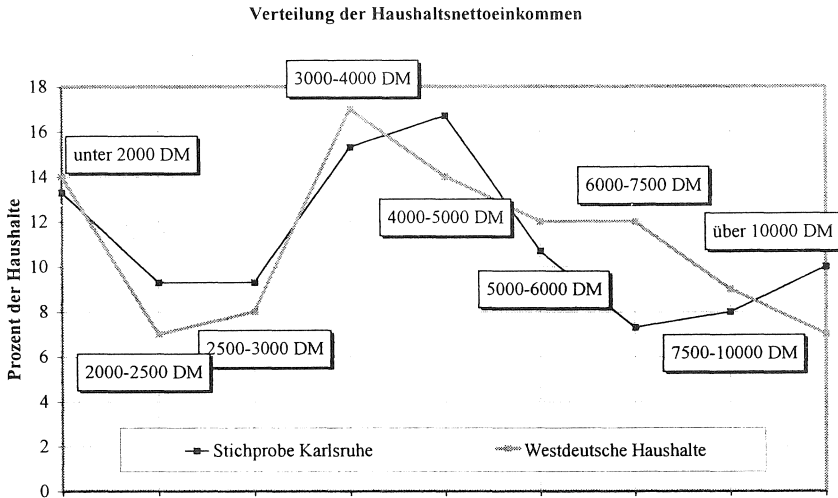 Verteilung der Haushaltsnettoeinkommen
Prozent der Haushalte
18
16
14
12
10
8
6
4
2
0
unter 2000 DM
2000-2500 DM
2500-3000 DM
3000-4000 DM
4000-5000 DM
5000-6000 DM
6000-7500 DM
7500-10000 DM
über 10000 DM
Stichprobe Karlsruhe
Westdeutsche Haushalte